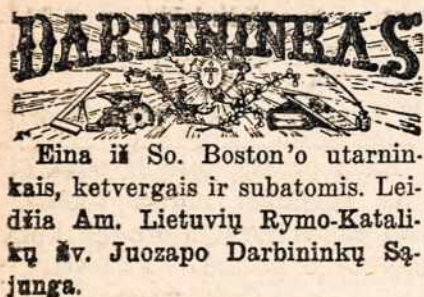 DARBININKAS
Eina iš So. Boston'o utarnin-
kais, ketvergais ir subatomis. Lei-
džia Am. Lietuvių Rymo-Katali-
kų Šv. Juozapo Darbininkų Są-
junga.